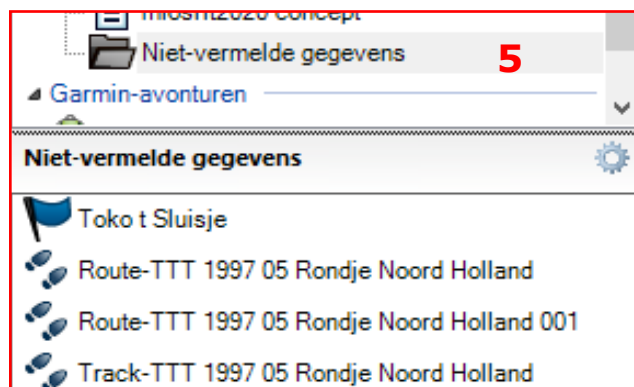 Niet-vermelde gegevens 5
Garmin-avonturen
Niet-vermelde gegevens
Toko t Sluisje
Route-TTT 1997 05 Rondje Noord Holland
Route-TTT 1997 05 Rondje Noord Holland 001
Track-TTT 1997 05 Rondje Noord Holland